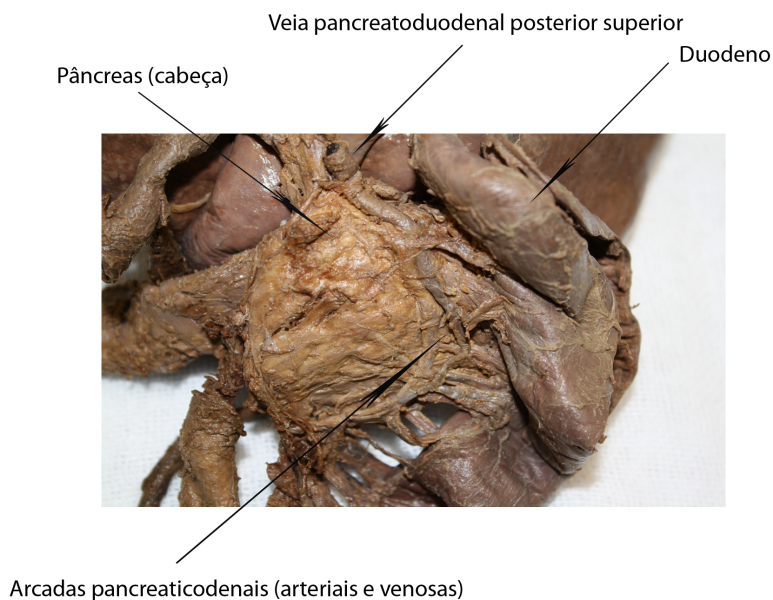 Veia pancreatoduodenal posterior superior
Duodeno
Pâncreas (cabeça)
Arcadas pancreaticodenais (arteriais e venosas)